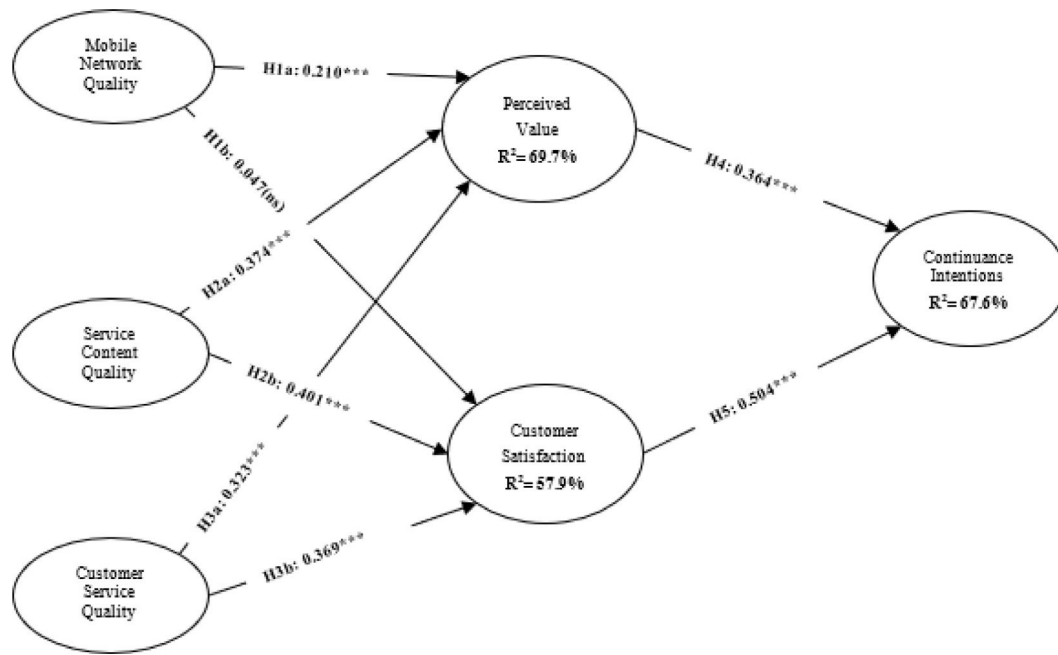 Mobile
Network
Quality
H1a: 0.210***
Perceived
Value
R²= 69.7%
H1b: 0.047(ns)
H4: 0.364***
H2a: 0.374***
Continuance
Intentions
R²= 67.6%
Service
Content
Quality
H2b: 0.401***
H5: 0.504***
Customer
Satisfaction
R²= 57.9%
H3a: 0.323***
H3b: 0.369***
Customer
Service
Quality